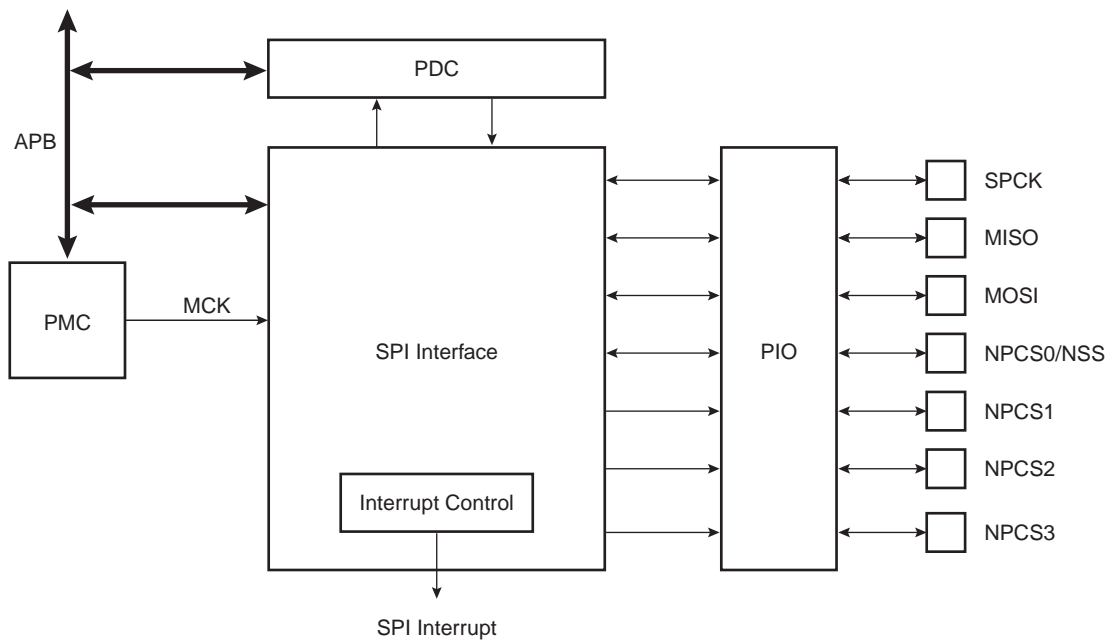 PDC
APB
SPCK
MISO
MCK
MOSI
PMC
SPI Interface
PIO
NPCS0/NSS
NPCS1
NPCS2
Interrupt Control
NPCS3
SPI Interrupt